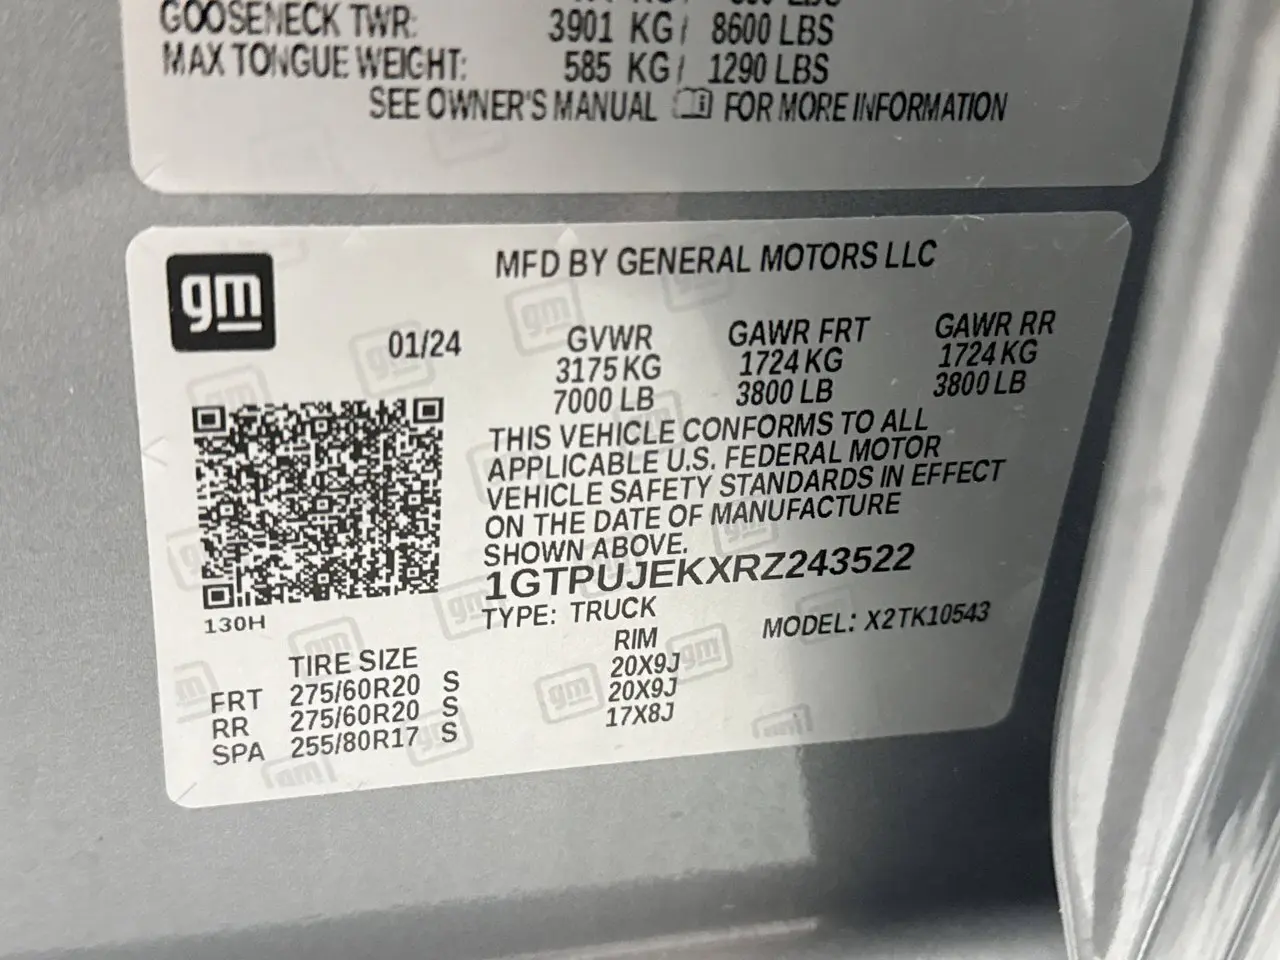 GOOSENECK TWR: 3901 KG / 8600 LBS
MAX TONGUE WEIGHT: 585 KG / 1290 LBS
SEE OWNER'S MANUAL FOR MORE INFORMATION
gm
MFD BY GENERAL MOTORS LLC
01/24
GVWR GAWR FRT GAWR RR
3175 KG 1724 KG 1724 KG
7000 LB 3800 LB 3800 LB
THIS VEHICLE CONFORMS TO ALL
APPLICABLE U.S. FEDERAL MOTOR
VEHICLE SAFETY STANDARDS IN EFFECT
ON THE DATE OF MANUFACTURE
SHOWN ABOVE.
1GTPUJEKXRZ243522
TYPE: TRUCK MODEL: X2TK10543
130H
TIRE SIZE RIM
FRT 275/60R20 S 20X9J
RR 275/60R20 S 20X9J
SPA 255/80R17 S 17X8J